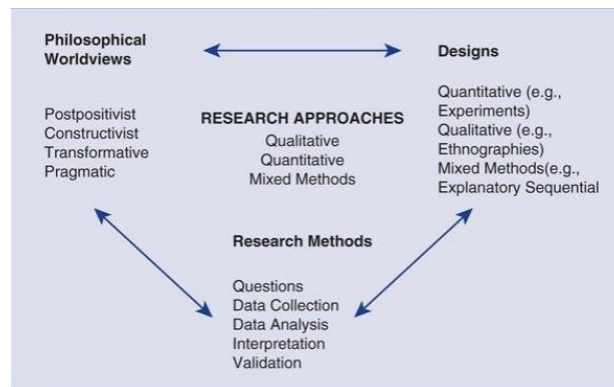 Philosophical
Worldviews
Postpositivist
Constructivist
Transformative
Pragmatic
RESEARCH APPROACHES
Qualitative
Quantitative
Mixed Methods
Designs
Quantitative (e.g.,
Experiments)
Qualitative (e.g.,
Ethnographies)
Mixed Methods(e.g.,
Explanatory Sequential
Research Methods
Questions
Data Collection
Data Analysis
Interpretation
Validation